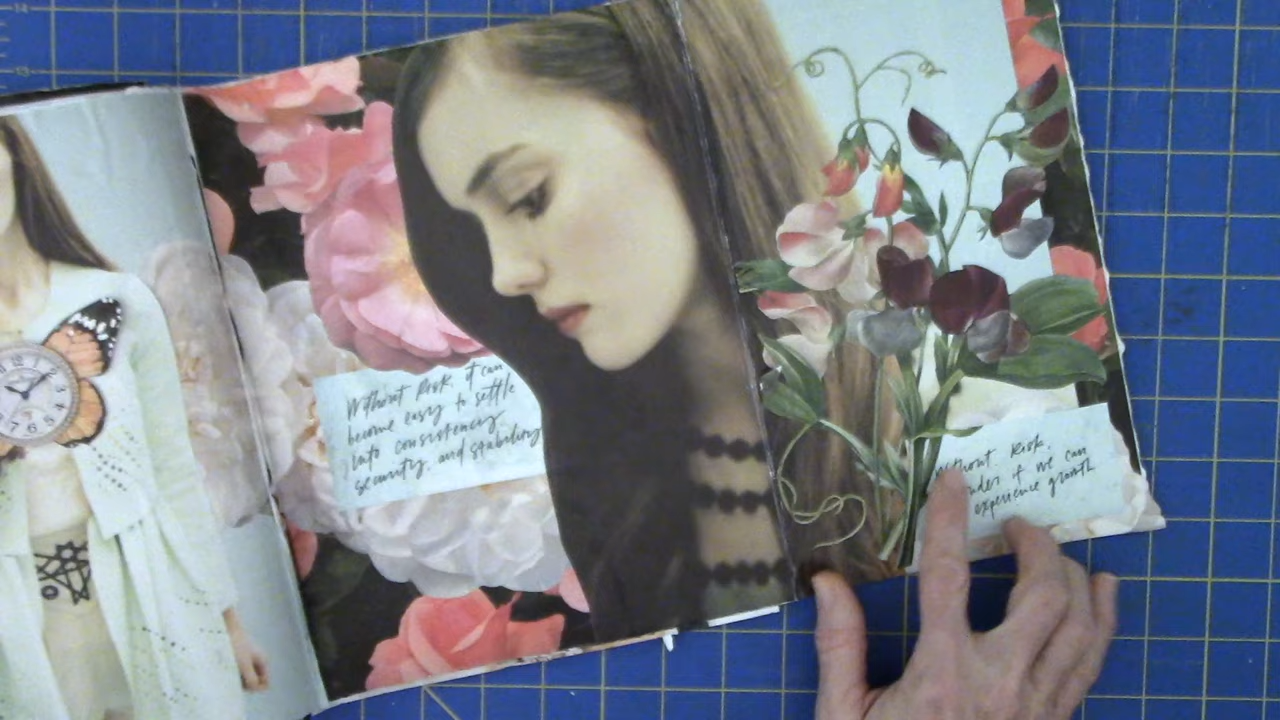 Without Risk, it can
become easy to settle
into consistency,
security, and stability
Without Risk,
if we can
experience growth